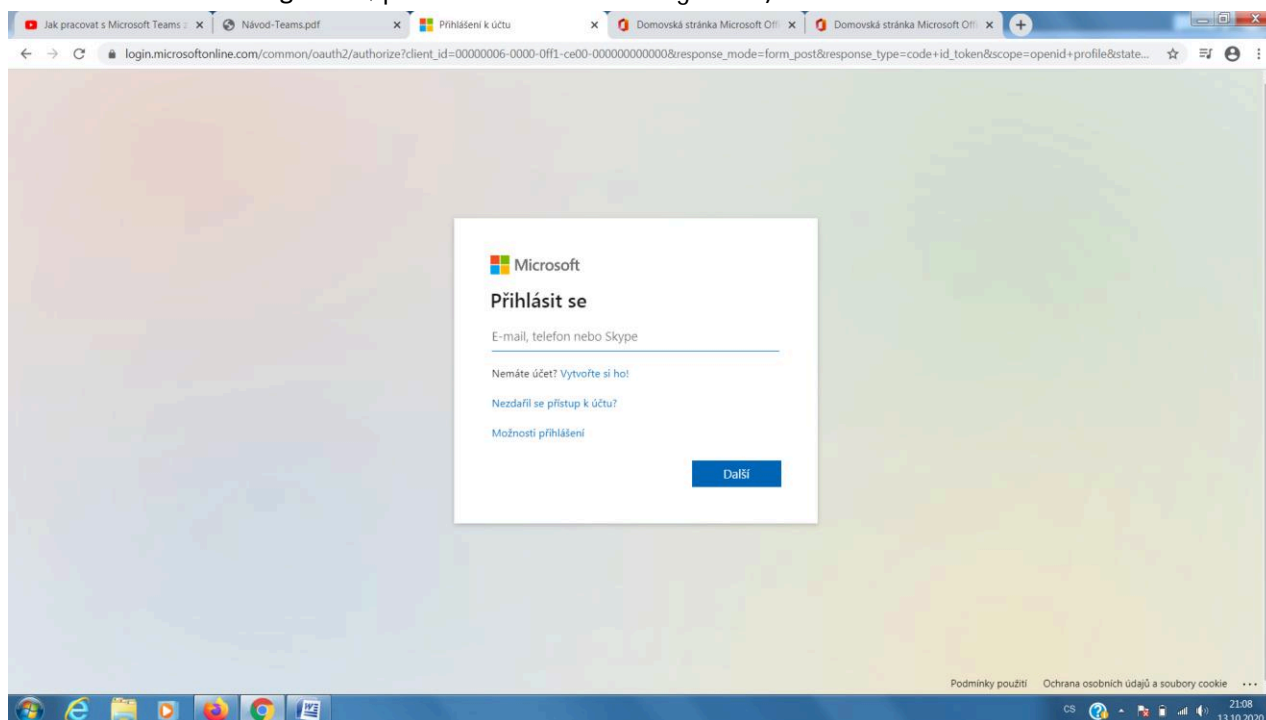 Jak pracovat s Microsoft Teams
Návod-Teams.pdf
Přihlášení k účtu
Domovská stránka Microsoft Offi
Domovská stránka Microsoft Offi
login.microsoftonline.com/common/oauth2/authorize?client_id=00000006-0000-0ff1-ce00-000000000000&response_mode=form_post&response_type=code+id_token&scope=openid+profile&state...
Microsoft
Přihlásit se
E-mail, telefon nebo Skype
Nemáte účet? Vytvořte si ho!
Nezdařil se přístup k účtu?
Možnosti přihlášení
Další
Podmínky použití Ochrana osobních údajů a soubory cookie ...
CS
21:08
13.10.2020